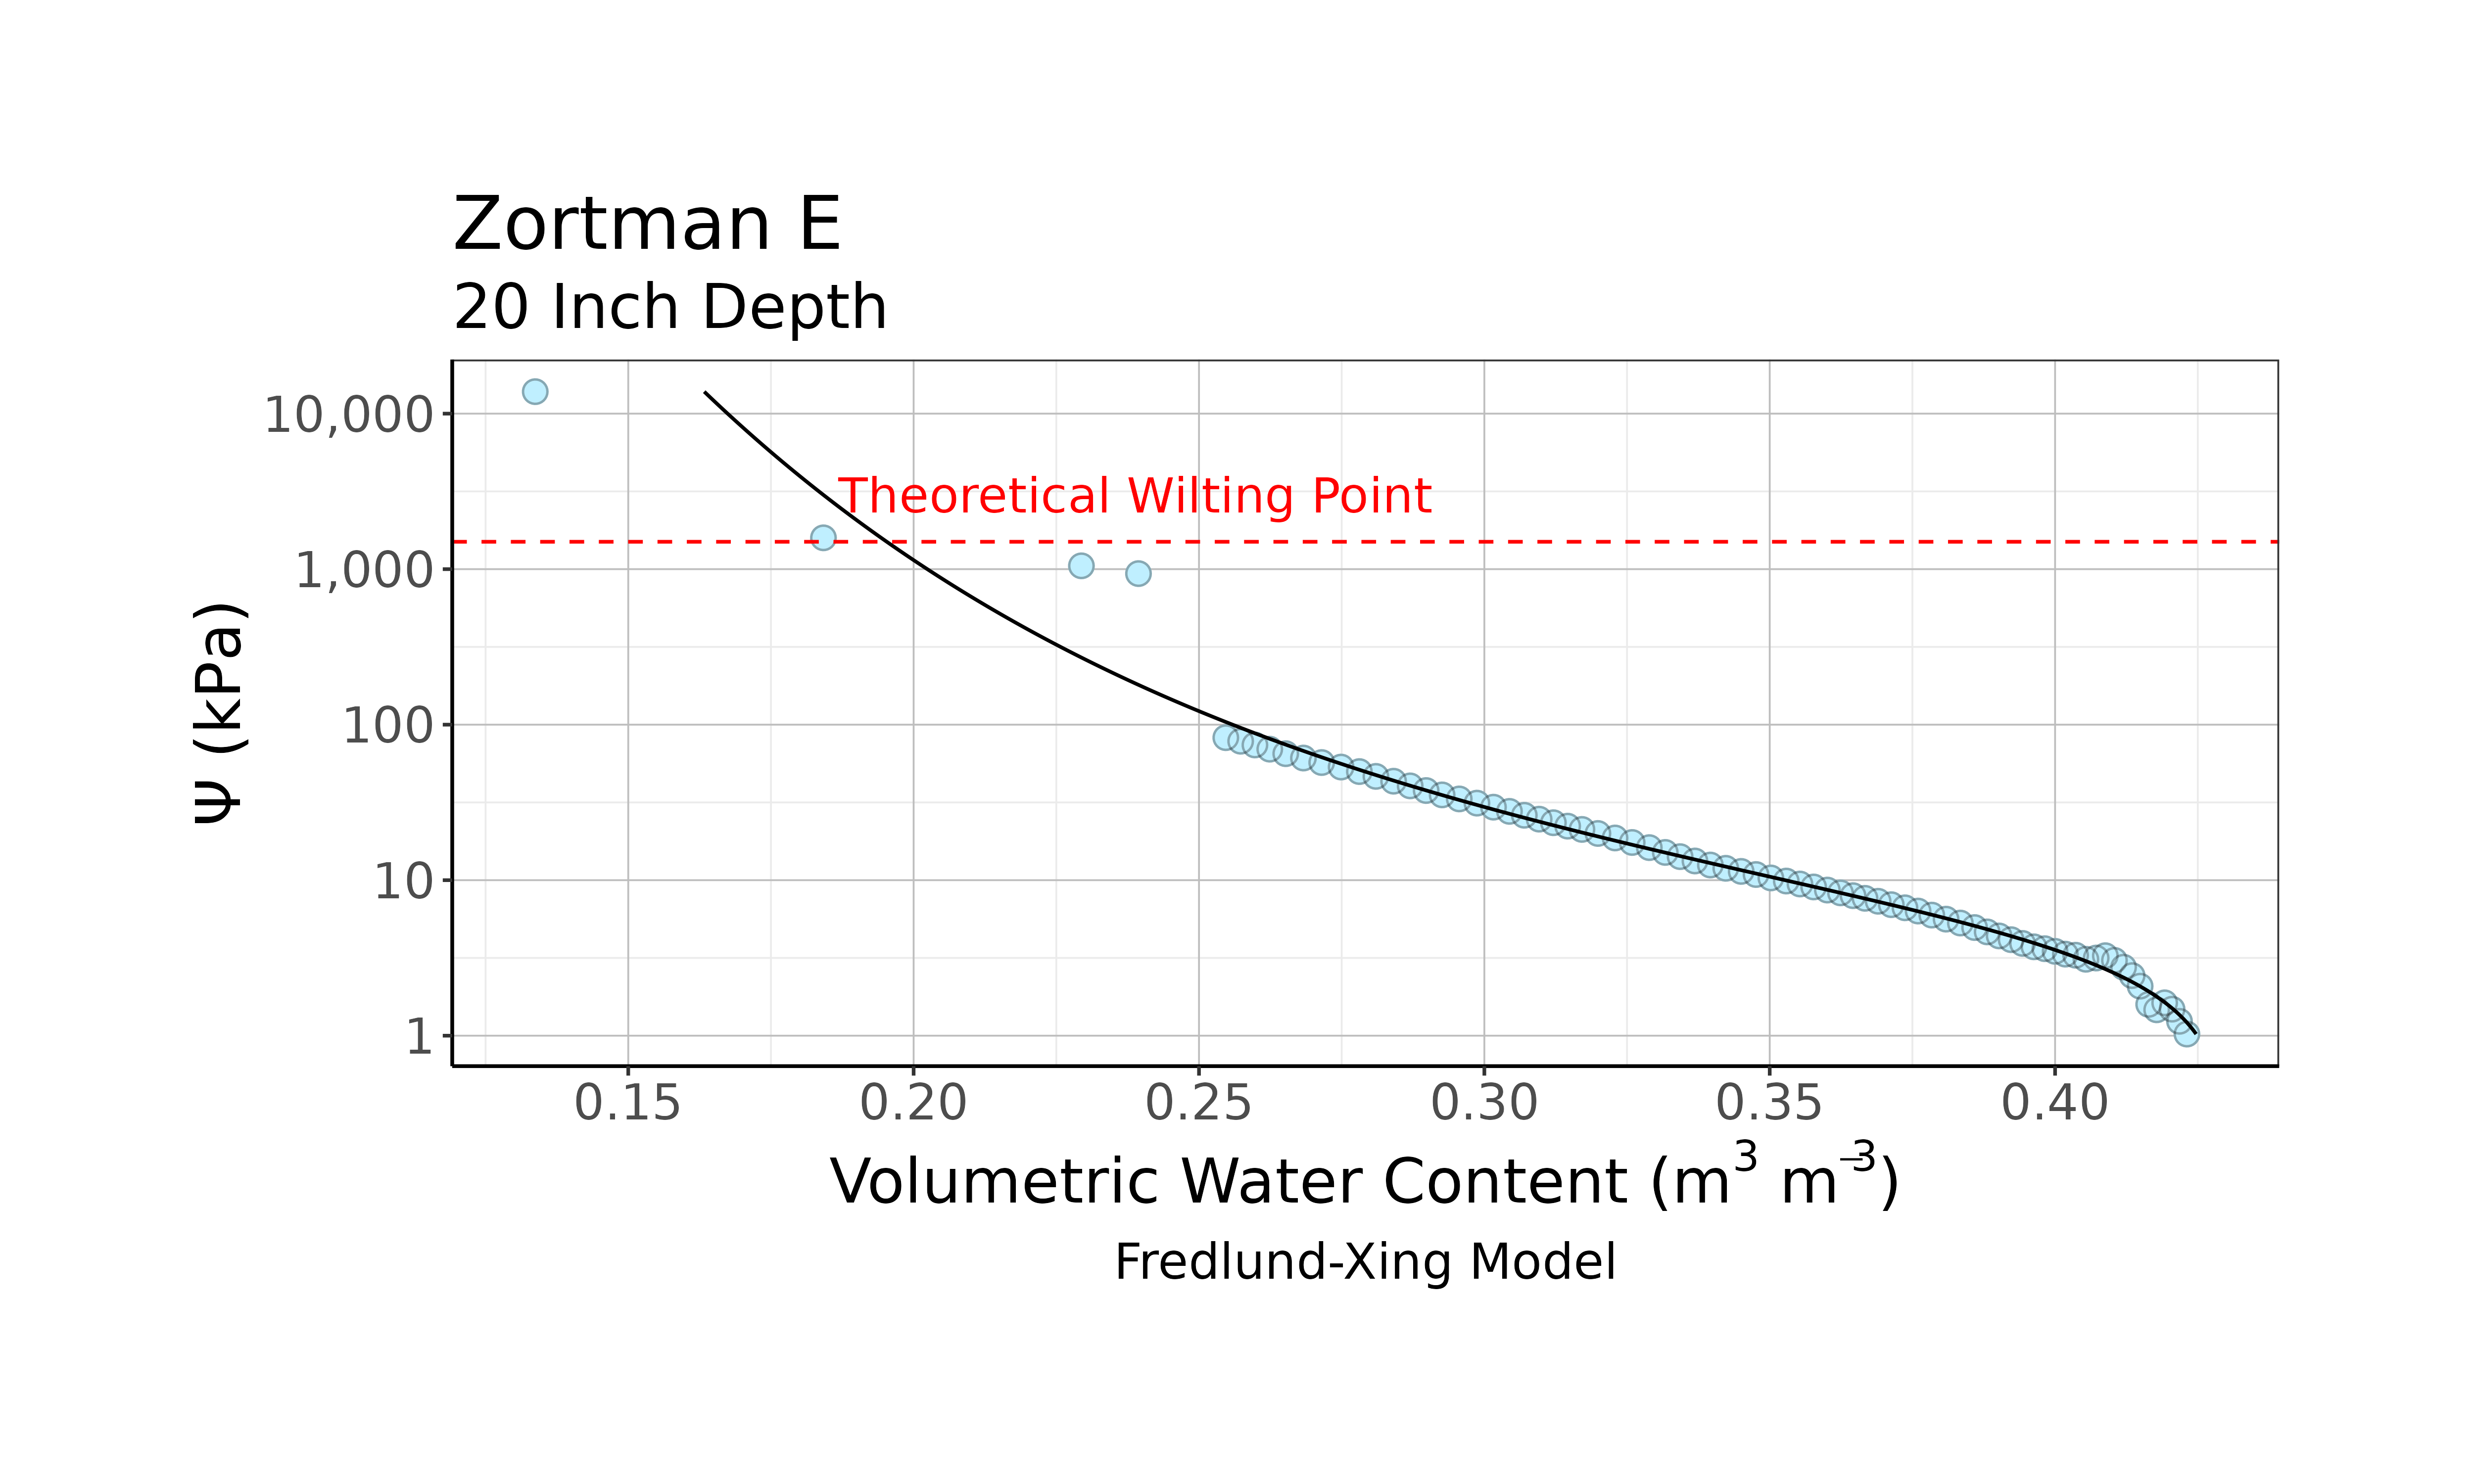 Zortman E
20 Inch Depth
Ψ (kPa)
10,000
1,000
100
10
1
Theoretical Wilting Point
0.15 0.20 0.25 0.30 0.35 0.40
Volumetric Water Content (m³ m⁻³)
Fredlund-Xing Model